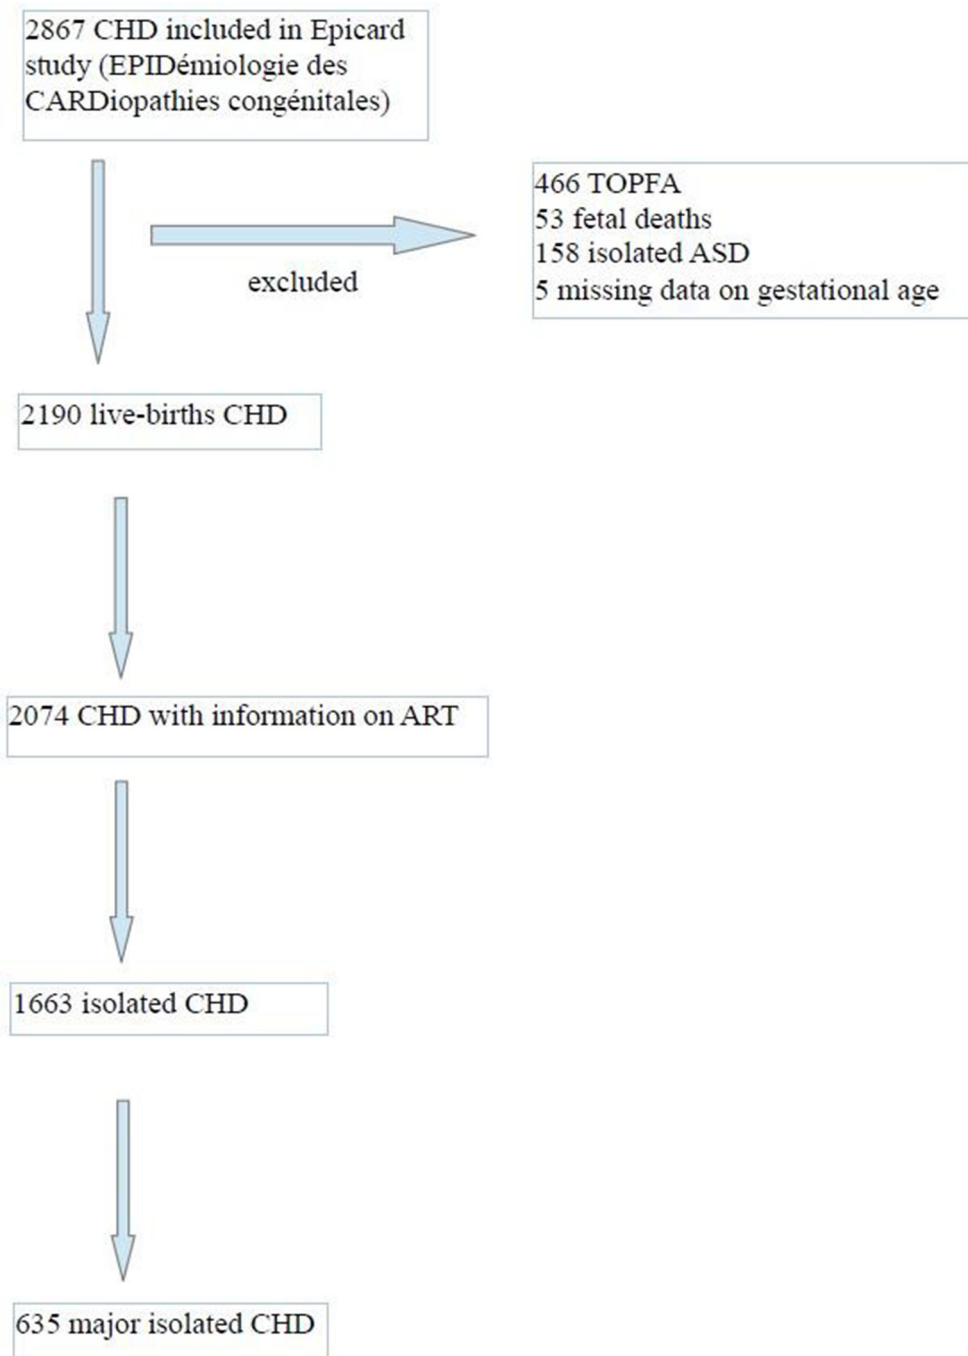 2867 CHD included in Epicard
study (EPIDémiologie des
CARDiopathies congénitales)
466 TOPFA
53 fetal deaths
158 isolated ASD
5 missing data on gestational age
excluded
2190 live-births CHD
2074 CHD with information on ART
1663 isolated CHD
635 major isolated CHD